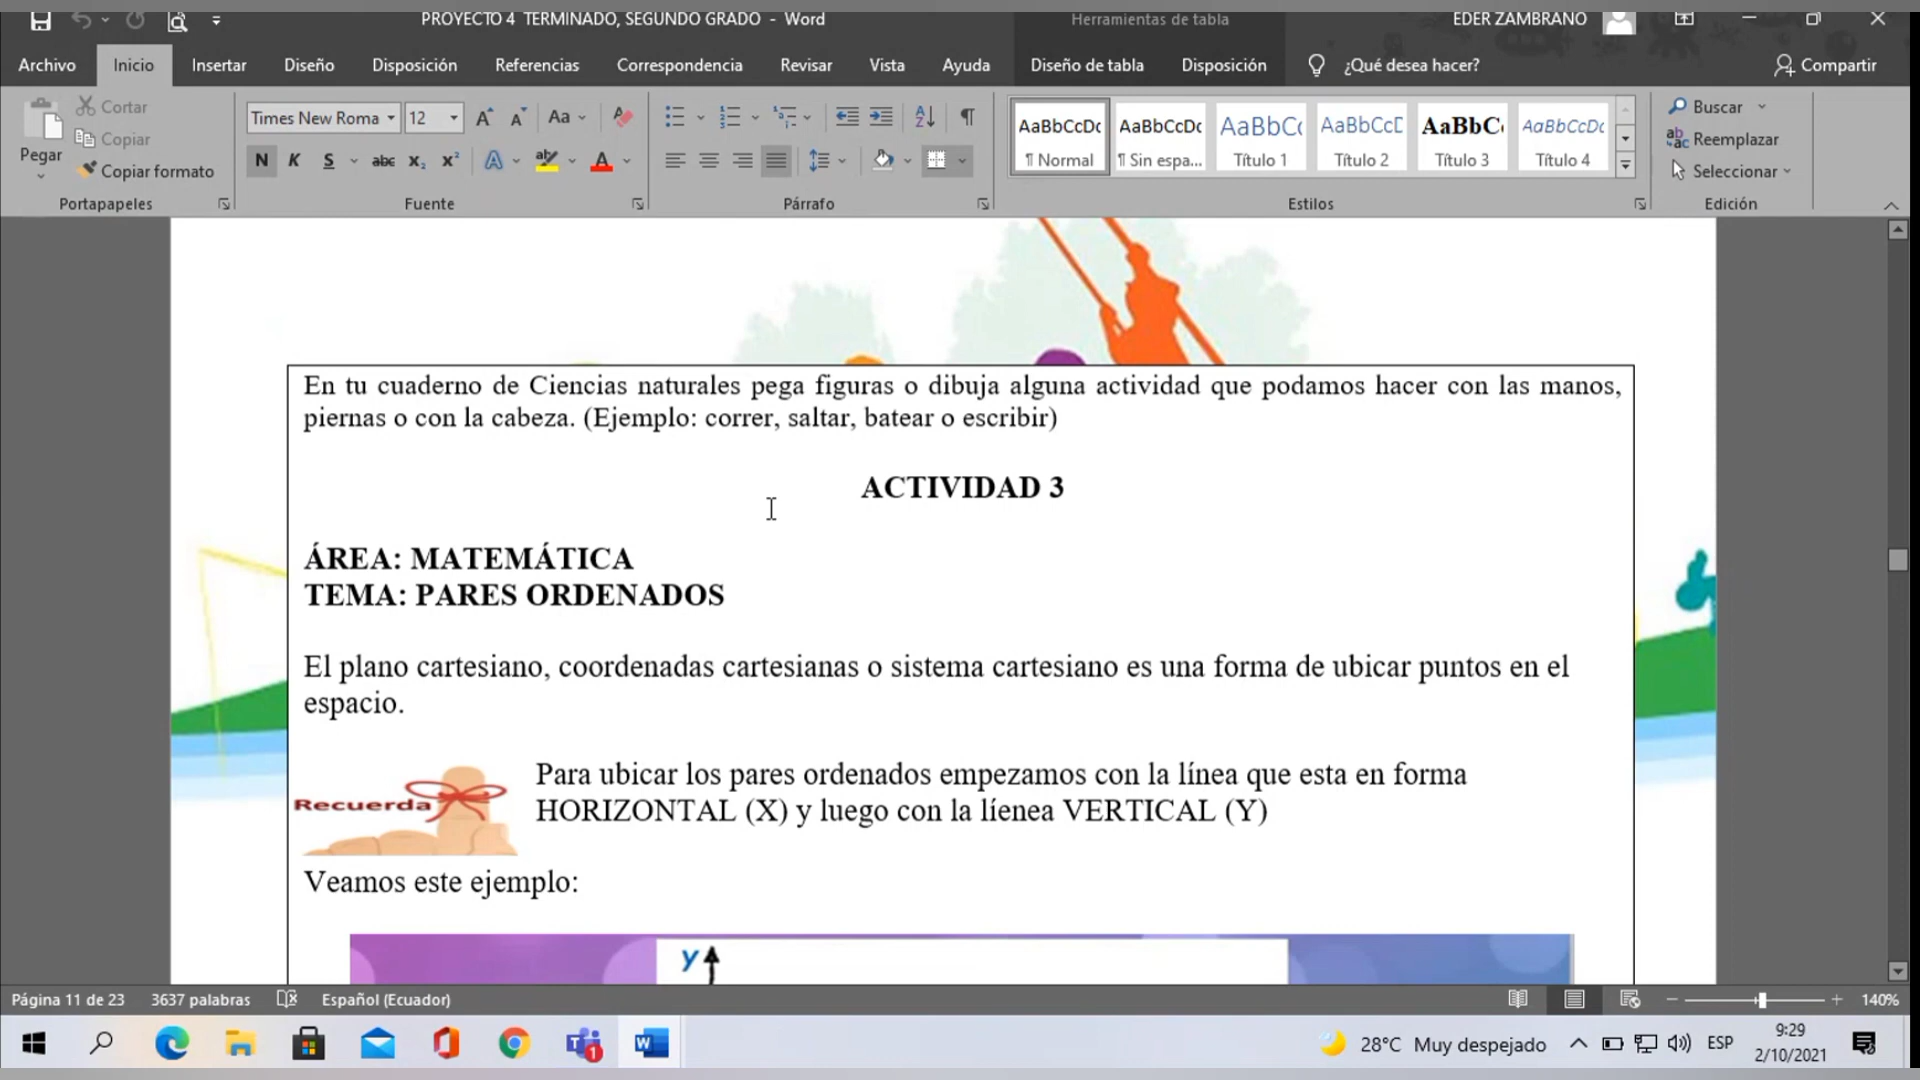 PROYECTO 4 TERMINADO, SEGUNDO GRADO - Word
Herramientas de tabla
EDER ZAMBRANO
Archivo Inicio Insertar Diseño Disposición Referencias Correspondencia Revisar Vista Ayuda Diseño de tabla Disposición ¿Qué desea hacer? Compartir
Pegar
Cortar
Copiar
Copiar formato
Portapapeles
Times New Roma 12 Aa
N K S abc x₂ x² A A
Fuente
Párrafo
AaBbCcDc AaBbCcDc AaBbCc AaBbCcE AaBbCc AaBbCcDc
¶ Normal ¶ Sin espa... Título 1 Título 2 Título 3 Título 4
Estilos
Buscar
Reemplazar
Seleccionar
Edición
En tu cuaderno de Ciencias naturales pega figuras o dibuja alguna actividad que podamos hacer con las manos,
piernas o con la cabeza. (Ejemplo: correr, saltar, batear o escribir)
ACTIVIDAD 3
ÁREA: MATEMÁTICA
TEMA: PARES ORDENADOS
El plano cartesiano, coordenadas cartesianas o sistema cartesiano es una forma de ubicar puntos en el
espacio.
Recuerda
Para ubicar los pares ordenados empezamos con la línea que esta en forma
HORIZONTAL (X) y luego con la líenea VERTICAL (Y)
Veamos este ejemplo:
y
Página 11 de 23 3637 palabras Español (Ecuador) 140%
1
28°C Muy despejado ESP
9:29
2/10/2021